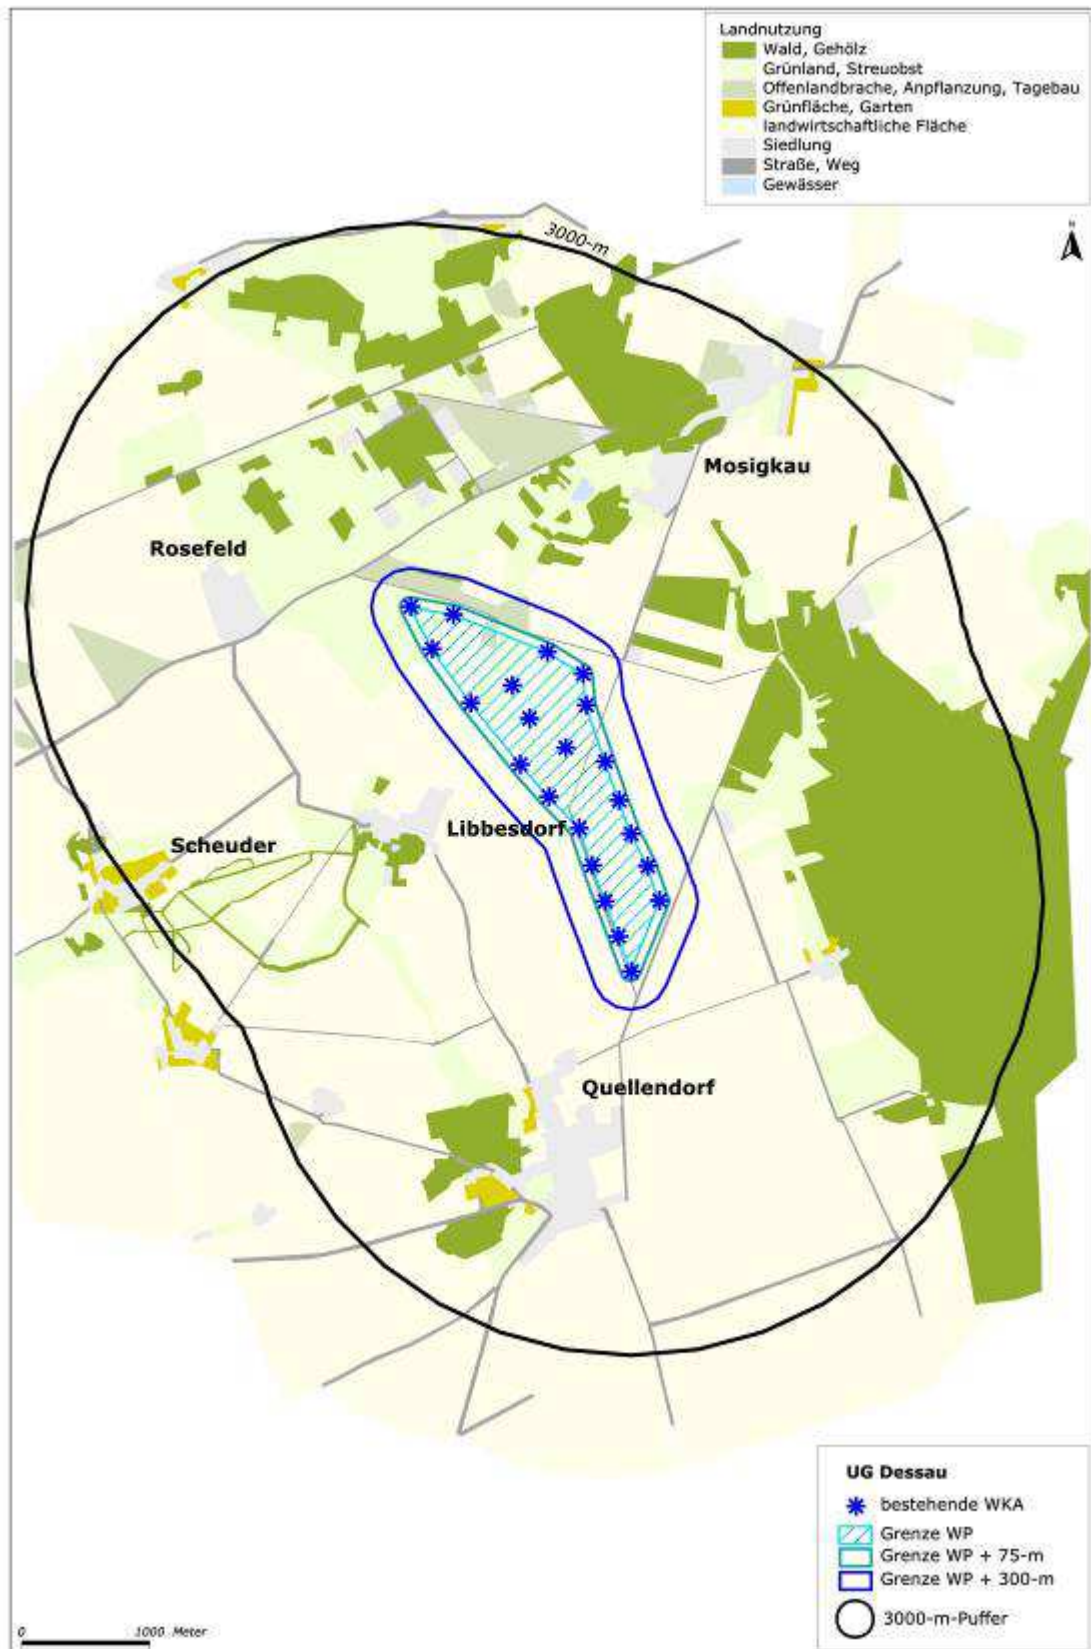 Landnutzung
Wald, Gehölz
Grünland, Streuobst
Offenlandbrache, Anpflanzung, Tagebau
Grünfläche, Garten
landwirtschaftliche Fläche
Siedlung
Straße, Weg
Gewässer
N
3000-m
Mosigkau
Rosefeld
Libbesdorf
Scheuder
Quellendorf
UG Dessau
bestehende WKA
Grenze WP
Grenze WP + 75-m
Grenze WP + 300-m
3000-m-Puffer
0 1000 Meter